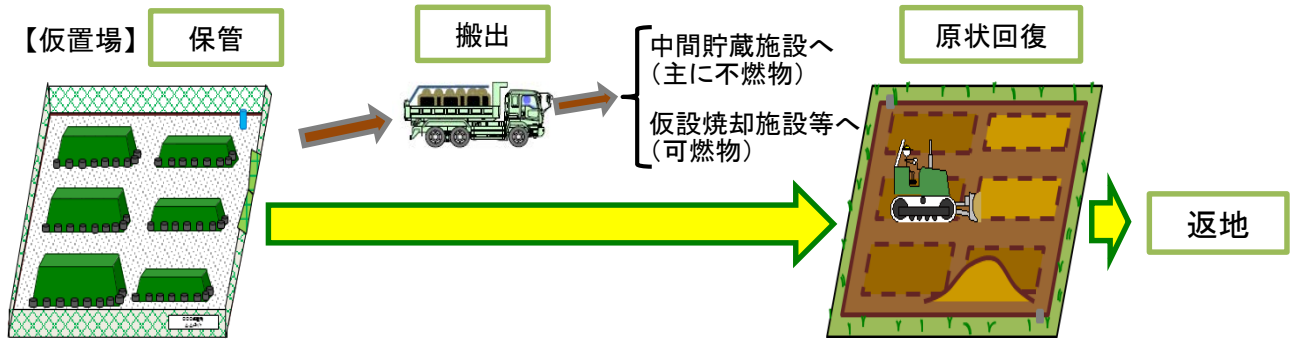 【仮置場】
保管
搬出
中間貯蔵施設へ
(主に不燃物)
仮設焼却施設等へ
(可燃物)
原状回復
返地